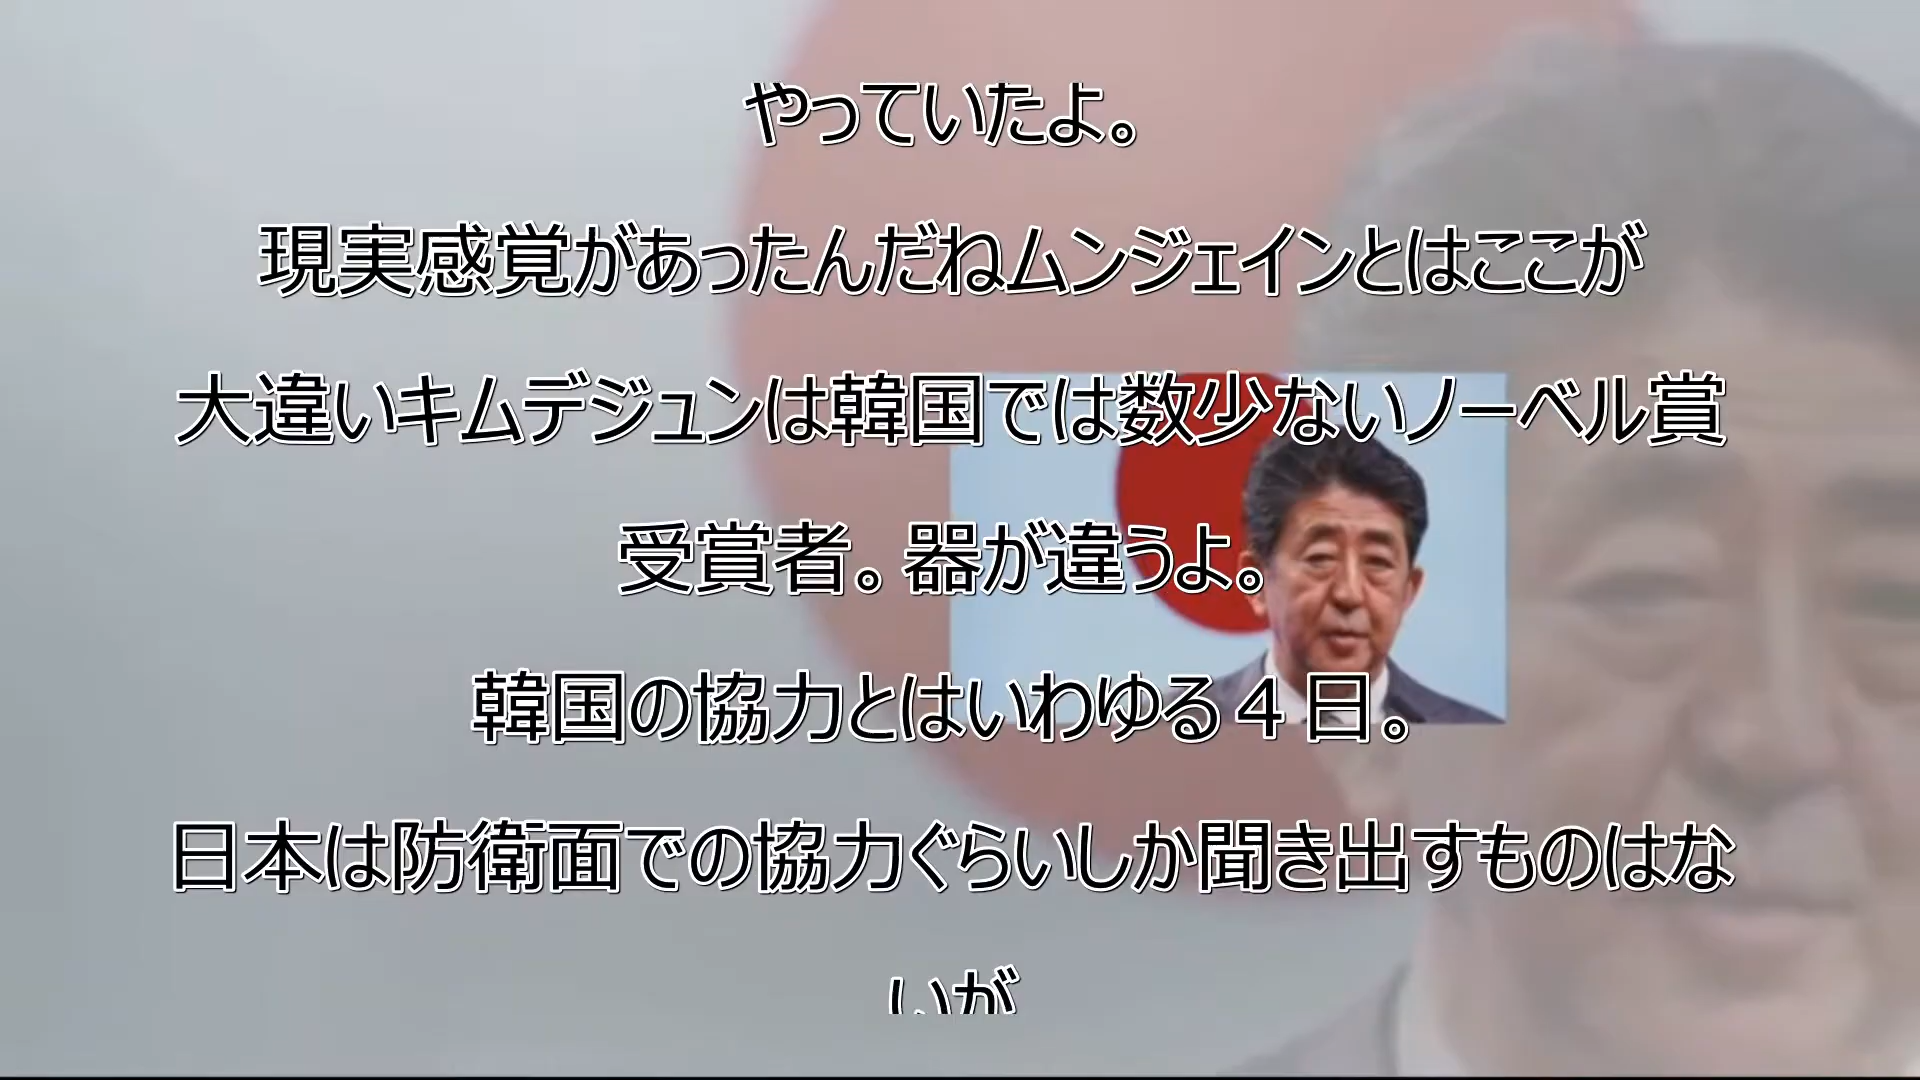 やっていたよ。
現実感覚があったんだねムンジェインとはここが
大違いキムデジュンは韓国では数少ないノーベル賞
受賞者。器が違うよ。
韓国の協力とはいわゆる４日。
日本は防衛面での協力ぐらいしか聞き出すものはな
いが